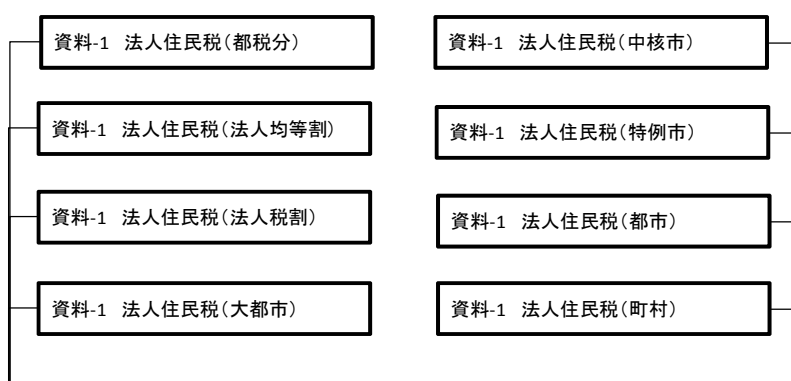 資料-1 法人住民税(都税分)
資料-1 法人住民税(法人均等割)
資料-1 法人住民税(法人税割)
資料-1 法人住民税(大都市)
資料-1 法人住民税(中核市)
資料-1 法人住民税(特例市)
資料-1 法人住民税(都市)
資料-1 法人住民税(町村)